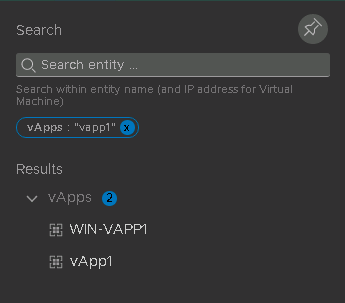 Search
Search entity ...
Search within entity name (and IP address for Virtual
Machine)
vApps : "vapp1" x
Results
vApps 2
WIN-VAPP1
vApp1